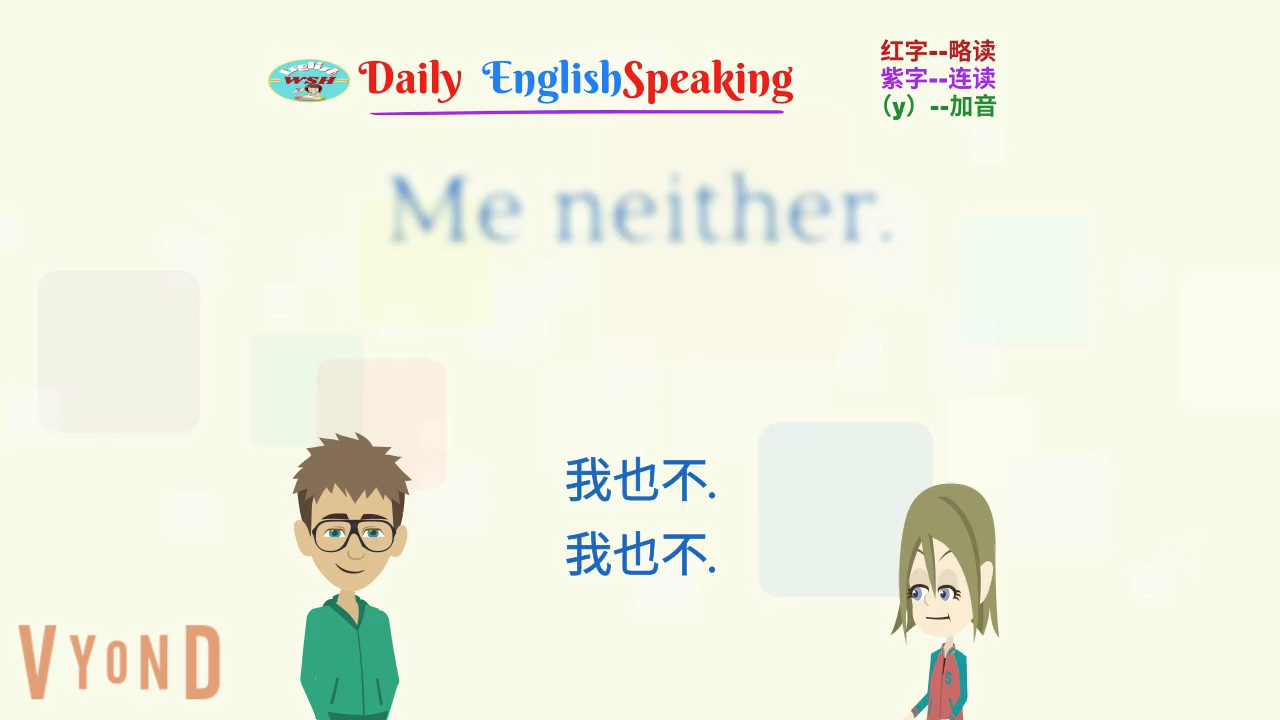 WSH
Daily EnglishSpeaking
红字--略读
紫字--连读
（y）--加音
Me neither.
我也不.
我也不.
VYOND